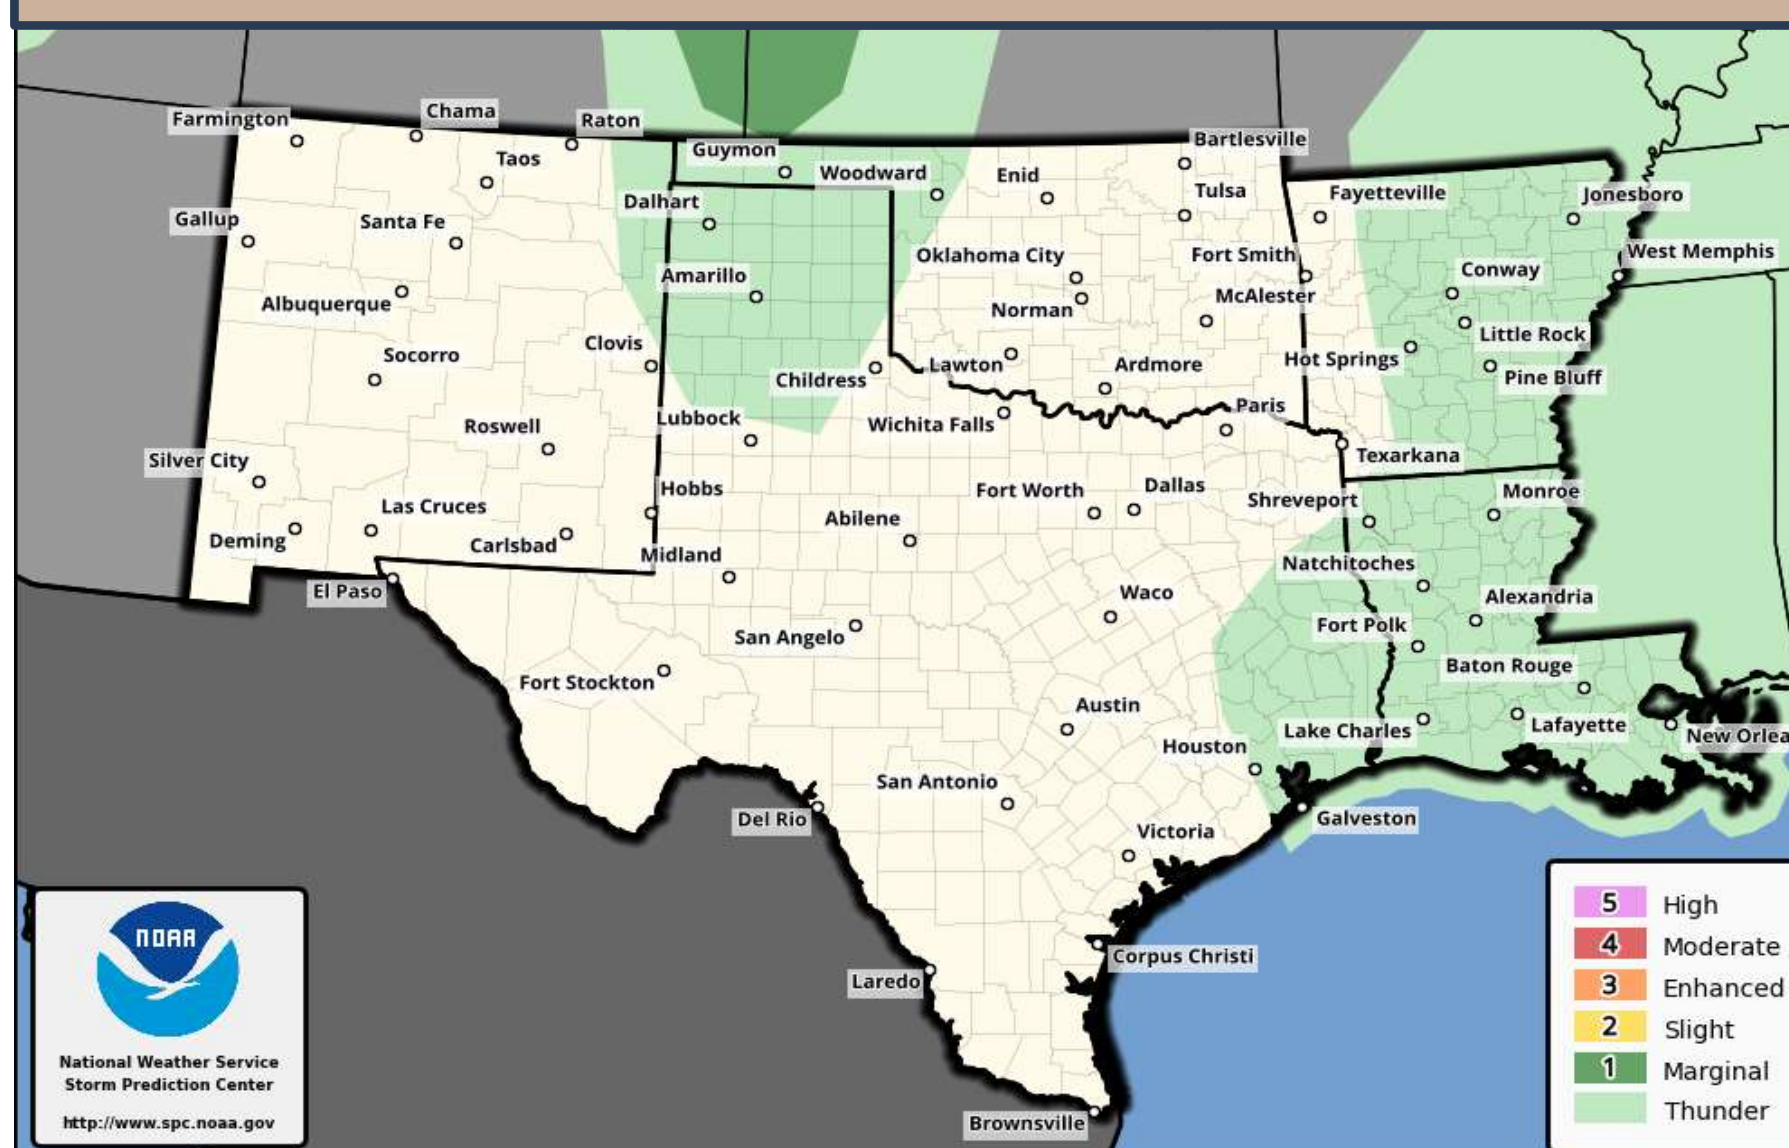 Farmington
Chama
Raton
Taos
Guymon
Woodward
Enid
Bartlesville
Tulsa
Fayetteville
Jonesboro
Gallup
Santa Fe
Dalhart
Oklahoma City
Fort Smith
West Memphis
Amarillo
Conway
Albuquerque
Norman
McAlester
Little Rock
Socorro
Clovis
Childress
Lawton
Ardmore
Hot Springs
Pine Bluff
Roswell
Lubbock
Wichita Falls
Paris
Silver City
Texarkana
Las Cruces
Hobbs
Fort Worth
Dallas
Shreveport
Monroe
Deming
Carlsbad
Midland
Abilene
Natchitoches
El Paso
Waco
Alexandria
San Angelo
Fort Polk
Fort Stockton
Baton Rouge
Austin
Houston
Lake Charles
Lafayette
New Orlea
San Antonio
Del Rio
Victoria
Galveston
Corpus Christi
Laredo
Brownsville
NOAA
National Weather Service
Storm Prediction Center
http://www.spc.noaa.gov
5 High
4 Moderate
3 Enhanced
2 Slight
1 Marginal
Thunder